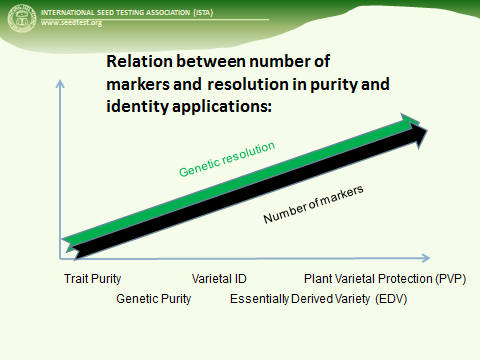 INTERNATIONAL SEED TESTING ASSOCIATION (ISTA)
www.seedtest.org
Relation between number of
markers and resolution in purity and
identity applications:
Genetic resolution
Number of markers
Trait Purity Varietal ID Plant Varietal Protection (PVP)
Genetic Purity Essentially Derived Variety (EDV)